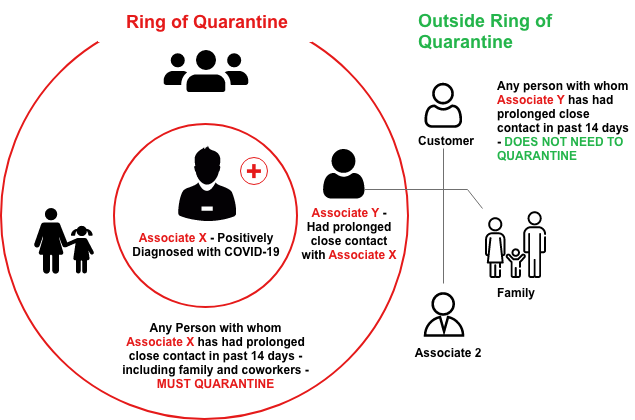 Ring of Quarantine
Outside Ring of
Quarantine
Any person with whom
Associate Y has had
prolonged close
contact in past 14 days
- DOES NOT NEED TO
QUARANTINE
Customer
Associate X - Positively
Diagnosed with COVID-19
Associate Y -
Had prolonged
close contact
with Associate X
Family
Any Person with whom
Associate X has had prolonged
close contact in past 14 days -
including family and coworkers -
MUST QUARANTINE
Associate 2